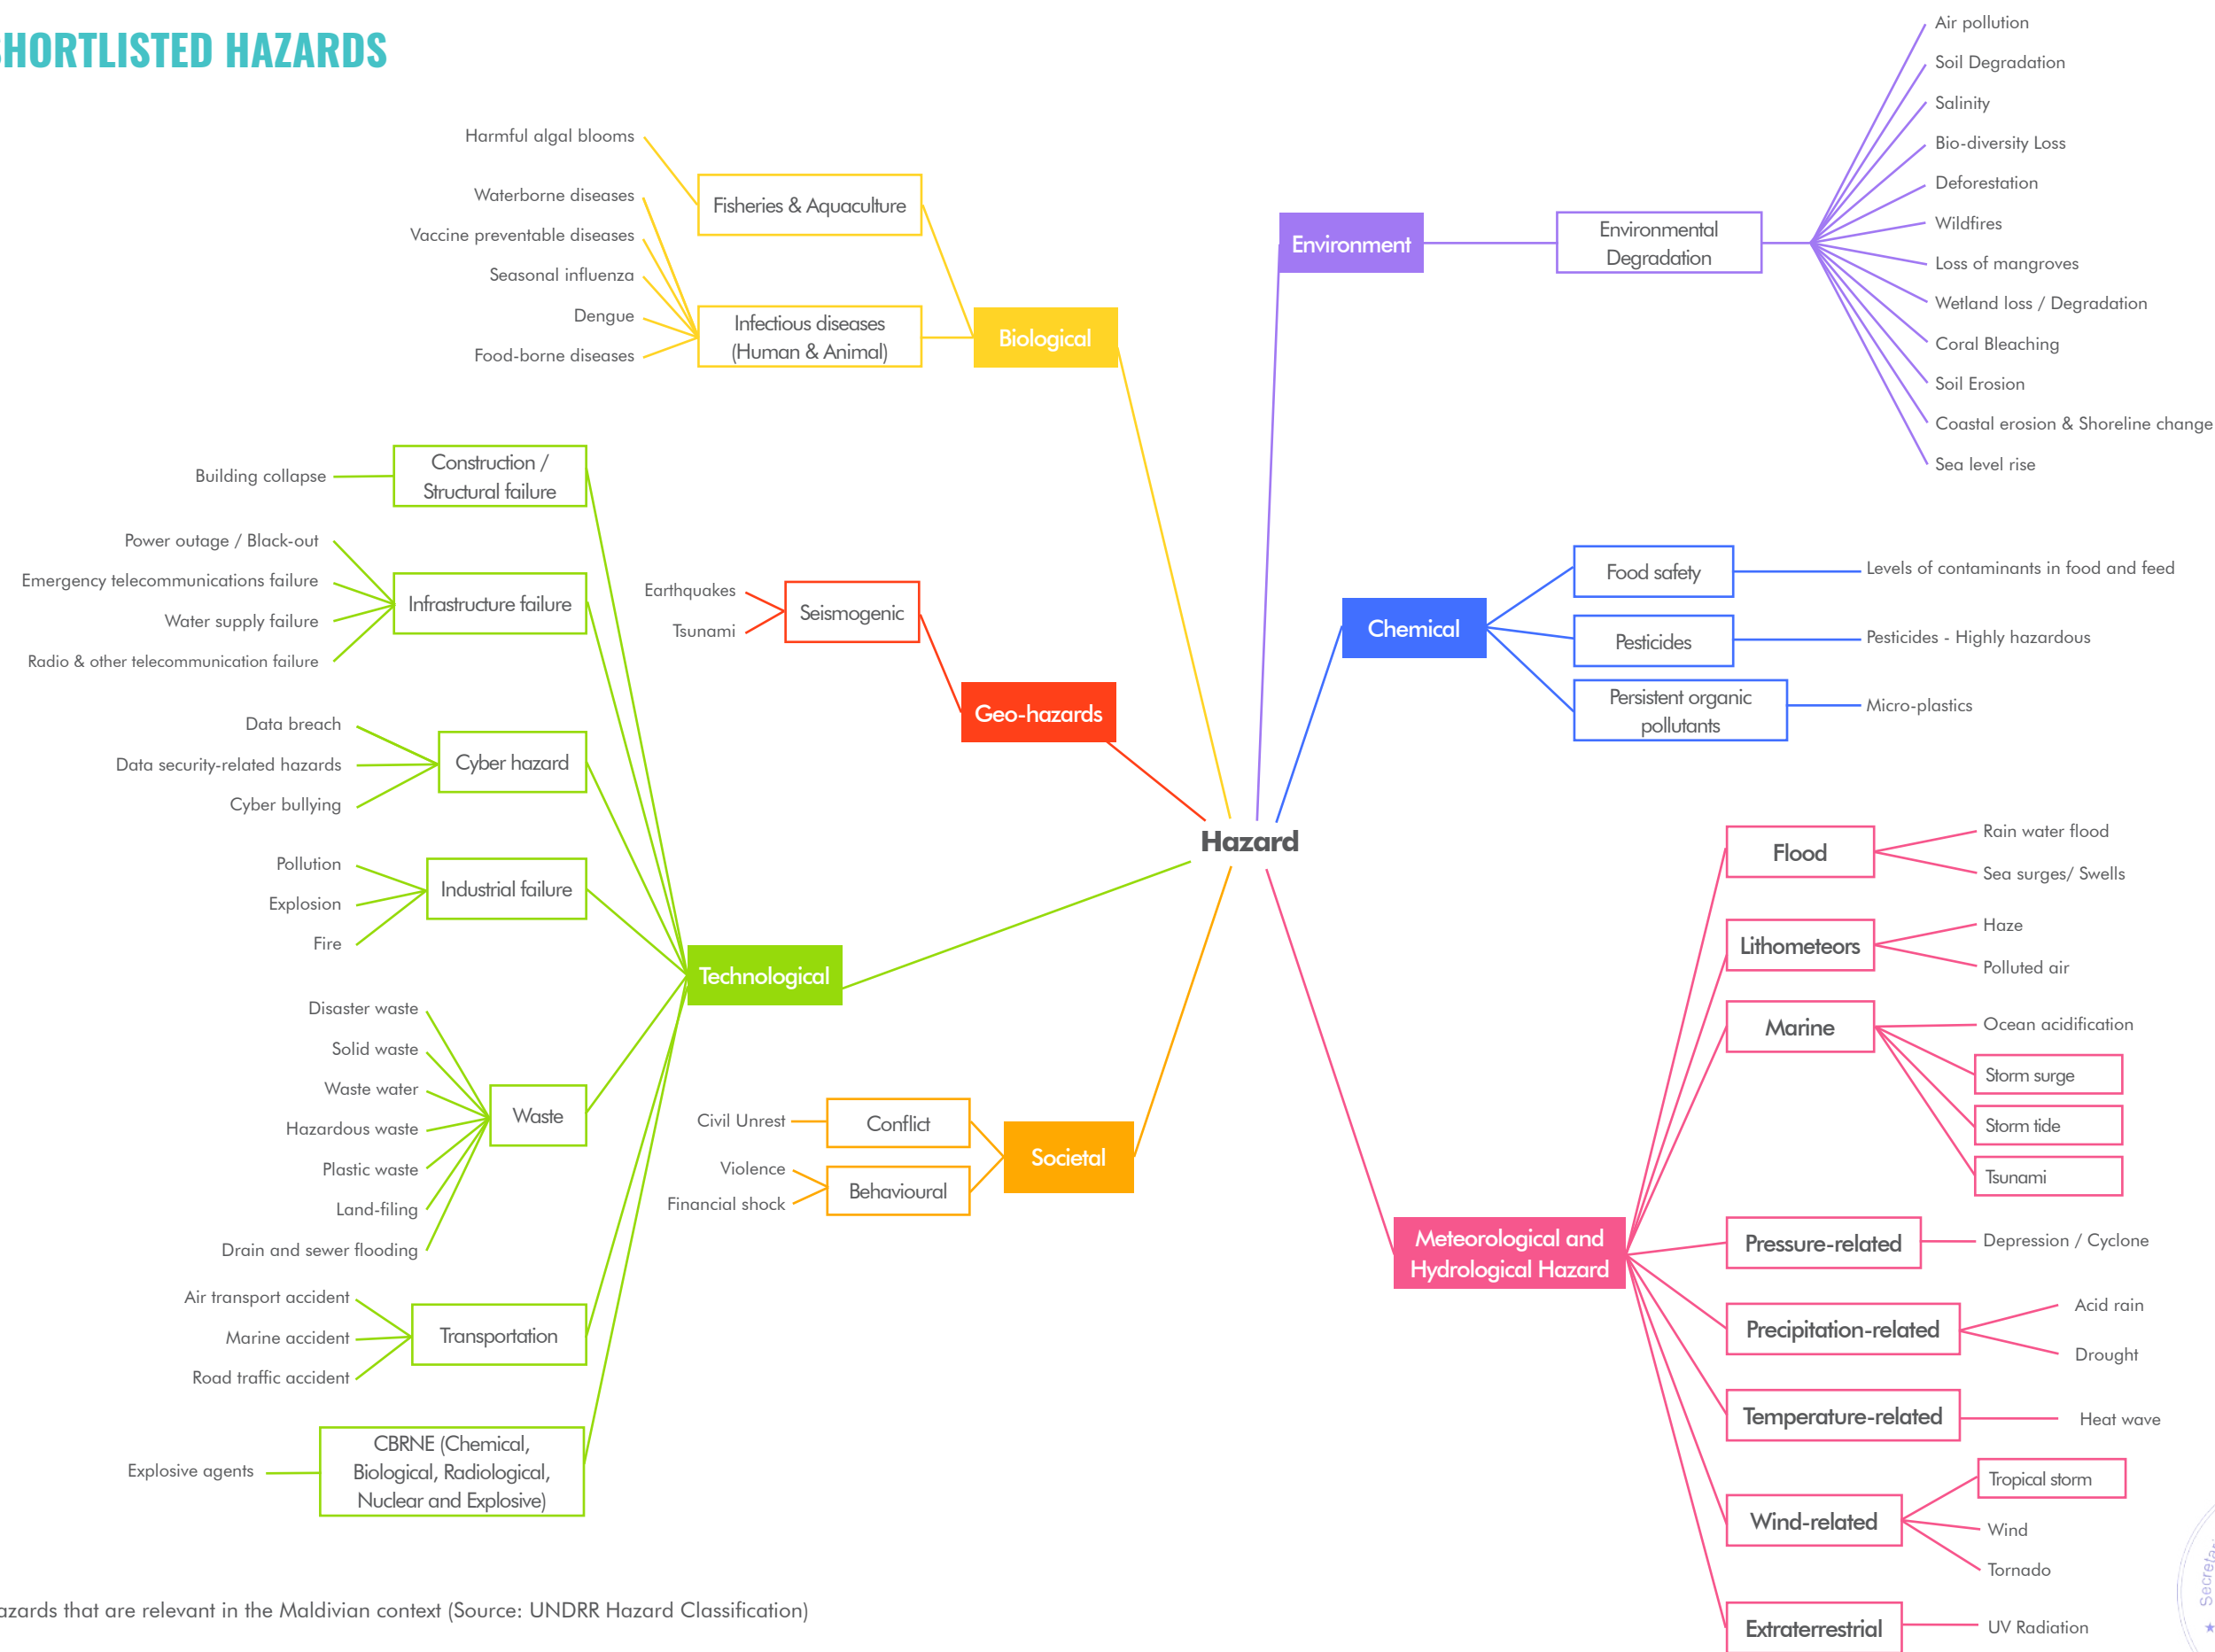 SHORTLISTED HAZARDS
Harmful algal blooms
Fisheries & Aquaculture
Waterborne diseases
Vaccine preventable diseases
Seasonal influenza
Dengue
Food-borne diseases
Infectious diseases
(Human & Animal)
Biological
Building collapse
Construction /
Structural failure
Power outage / Black-out
Emergency telecommunications failure
Water supply failure
Radio & other telecommunication failure
Infrastructure failure
Earthquakes
Tsunami
Seismogenic
Geo-hazards
Data breach
Data security-related hazards
Cyber bullying
Cyber hazard
Pollution
Explosion
Fire
Industrial failure
Technological
Disaster waste
Solid waste
Waste water
Hazardous waste
Plastic waste
Land-filing
Drain and sewer flooding
Waste
Air transport accident
Marine accident
Road traffic accident
Transportation
Explosive agents
CBRNE (Chemical,
Biological, Radiological,
Nuclear and Explosive)
Civil Unrest
Conflict
Violence
Financial shock
Behavioural
Societal
Hazard
Environment
Environmental
Degradation
Air pollution
Soil Degradation
Salinity
Bio-diversity Loss
Deforestation
Wildfires
Loss of mangroves
Wetland loss / Degradation
Coral Bleaching
Soil Erosion
Coastal erosion & Shoreline change
Sea level rise
Chemical
Food safety
Levels of contaminants in food and feed
Pesticides
Pesticides - Highly hazardous
Persistent organic
pollutants
Micro-plastics
Meteorological and
Hydrological Hazard
Flood
Rain water flood
Sea surges/ Swells
Lithometeors
Haze
Polluted air
Marine
Ocean acidification
Storm surge
Storm tide
Tsunami
Pressure-related
Depression / Cyclone
Precipitation-related
Acid rain
Drought
Temperature-related
Heat wave
Wind-related
Tropical storm
Wind
Tornado
Extraterrestrial
UV Radiation
azards that are relevant in the Maldivian context (Source: UNDRR Hazard Classification)